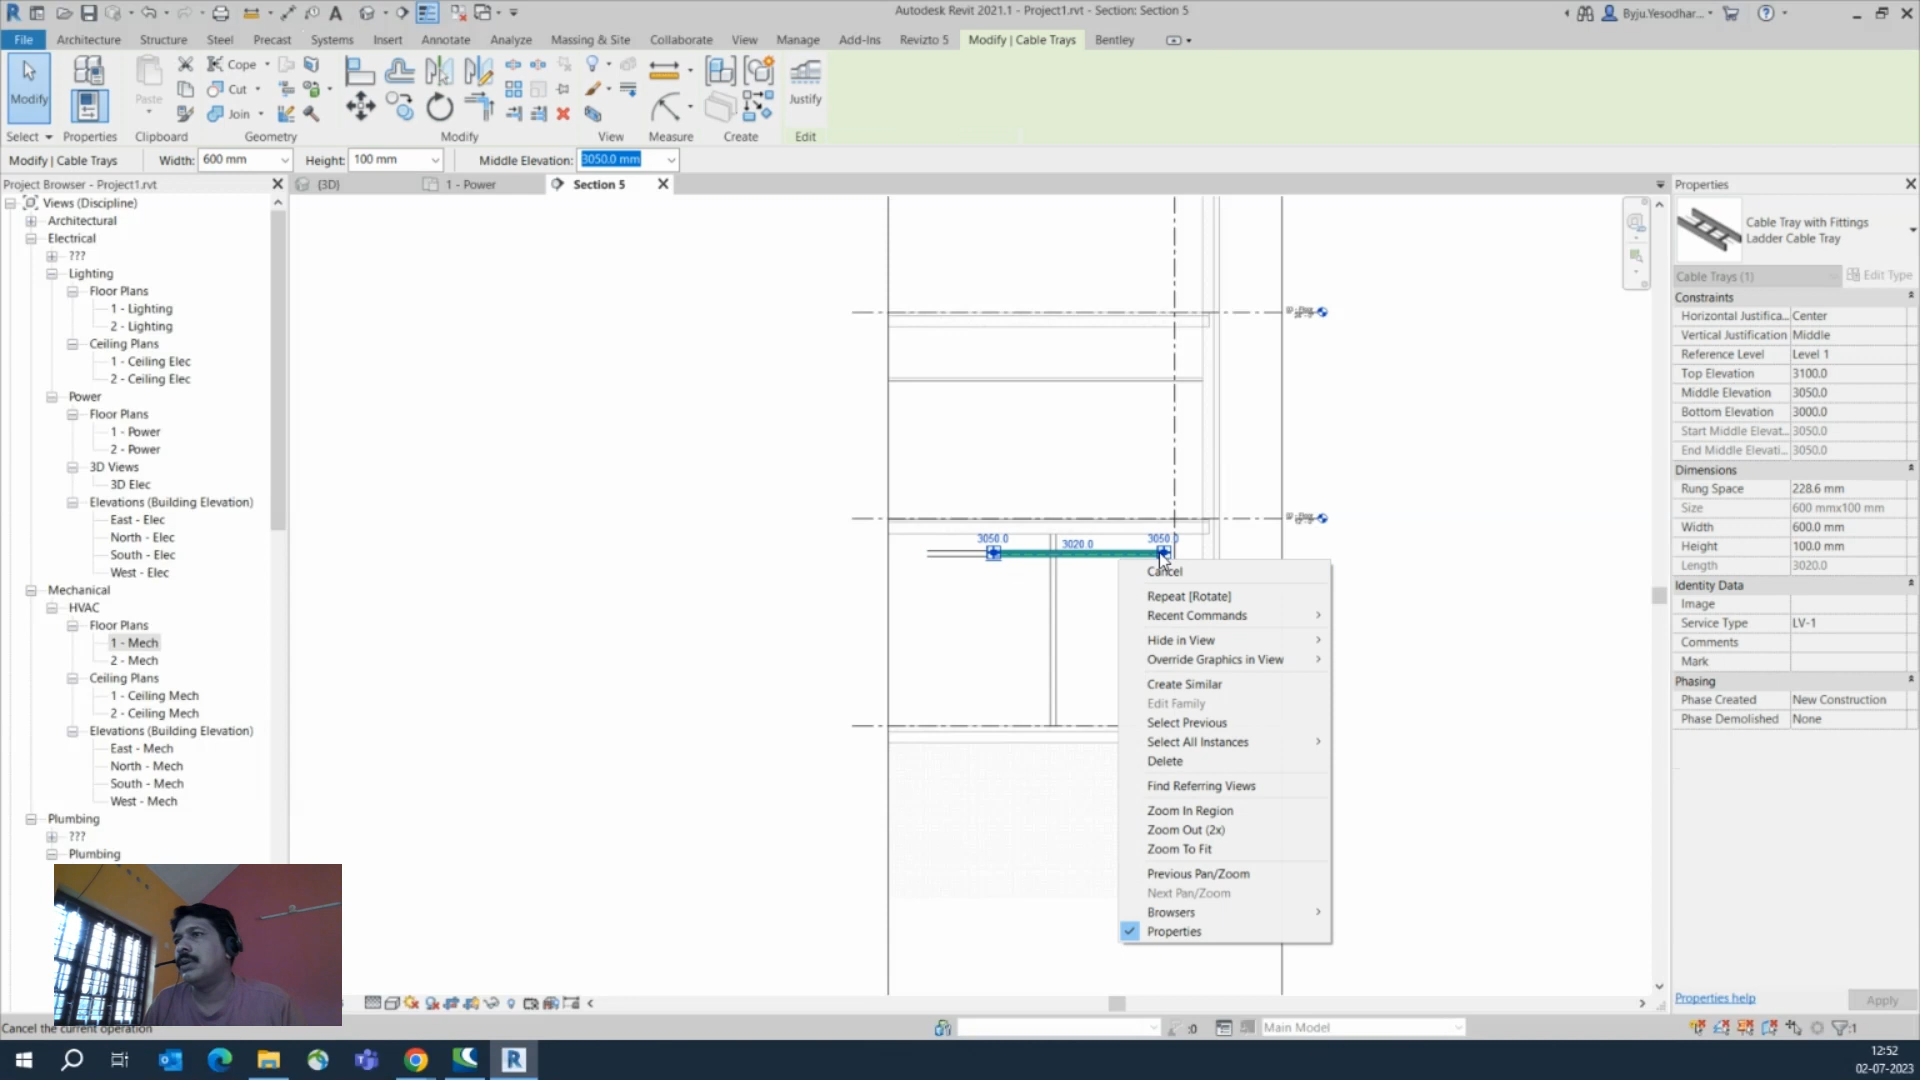 Autodesk Revit 2021.1 - Project1.rvt - Section: Section 5
Byju.Yesodhar...
File Architecture Structure Steel Precast Systems Insert Annotate Analyze Massing & Site Collaborate View Manage Add-Ins Revizto 5 Modify | Cable Trays Bentley
Modify Paste Cope Cut Join Justify
Select Properties Clipboard Geometry Modify View Measure Create Edit
Modify | Cable Trays Width: 600 mm Height: 100 mm Middle Elevation: 3050.0 mm
Project Browser - Project1.rvt
{3D} 1 - Power Section 5
Views (Discipline)
Architectural
Electrical
???
Lighting
Floor Plans
1 - Lighting
2 - Lighting
Ceiling Plans
1 - Ceiling Elec
2 - Ceiling Elec
Power
Floor Plans
1 - Power
2 - Power
3D Views
3D Elec
Elevations (Building Elevation)
East - Elec
North - Elec
South - Elec
West - Elec
Mechanical
HVAC
Floor Plans
1 - Mech
2 - Mech
Ceiling Plans
1 - Ceiling Mech
2 - Ceiling Mech
Elevations (Building Elevation)
East - Mech
North - Mech
South - Mech
West - Mech
Plumbing
???
Plumbing
3050.0 3020.0 3050.0
Cancel
Repeat [Rotate]
Recent Commands
Hide in View
Override Graphics in View
Create Similar
Edit Family
Select Previous
Select All Instances
Delete
Find Referring Views
Zoom In Region
Zoom Out (2x)
Zoom To Fit
Previous Pan/Zoom
Next Pan/Zoom
Browsers
Properties
Properties
Cable Tray with Fittings
Ladder Cable Tray
Cable Trays (1) Edit Type
Constraints
Horizontal Justifica... Center
Vertical Justification Middle
Reference Level Level 1
Top Elevation 3100.0
Middle Elevation 3050.0
Bottom Elevation 3000.0
Start Middle Elevat... 3050.0
End Middle Elevati... 3050.0
Dimensions
Rung Space 228.6 mm
Size 600 mmx100 mm
Width 600.0 mm
Height 100.0 mm
Length 3020.0
Identity Data
Image
Service Type LV-1
Comments
Mark
Phasing
Phase Created New Construction
Phase Demolished None
Properties help Apply
Cancel the current operation
:0 Main Model :1
12:52
02-07-2023